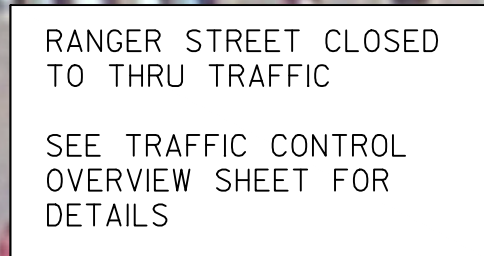 RANGER STREET CLOSED
TO THRU TRAFFIC
SEE TRAFFIC CONTROL
OVERVIEW SHEET FOR
DETAILS